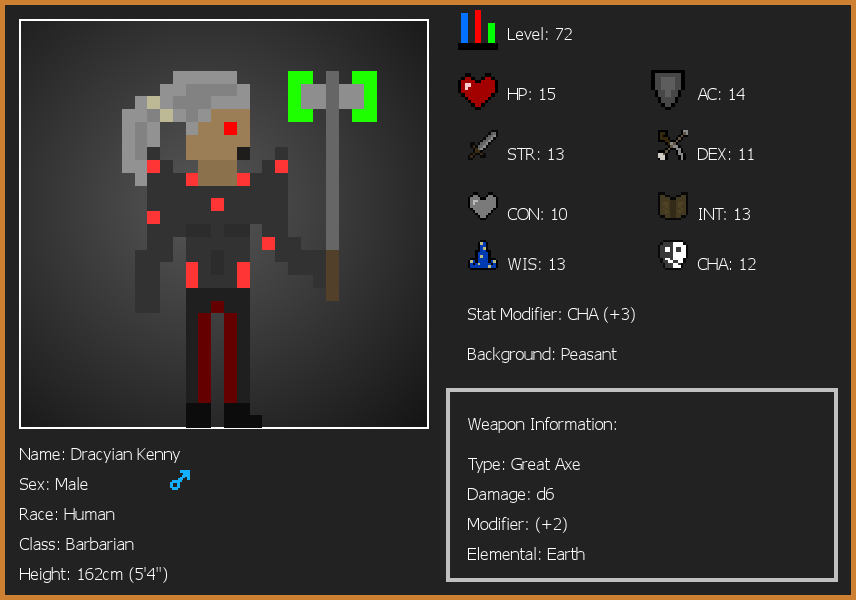 Level: 72
HP: 15
AC: 14
STR: 13
DEX: 11
CON: 10
INT: 13
WIS: 13
CHA: 12
Stat Modifier: CHA (+3)
Background: Peasant
Weapon Information:
Type: Great Axe
Damage: d6
Modifier: (+2)
Elemental: Earth
Name: Dracyian Kenny
Sex: Male
Race: Human
Class: Barbarian
Height: 162cm (5'4")